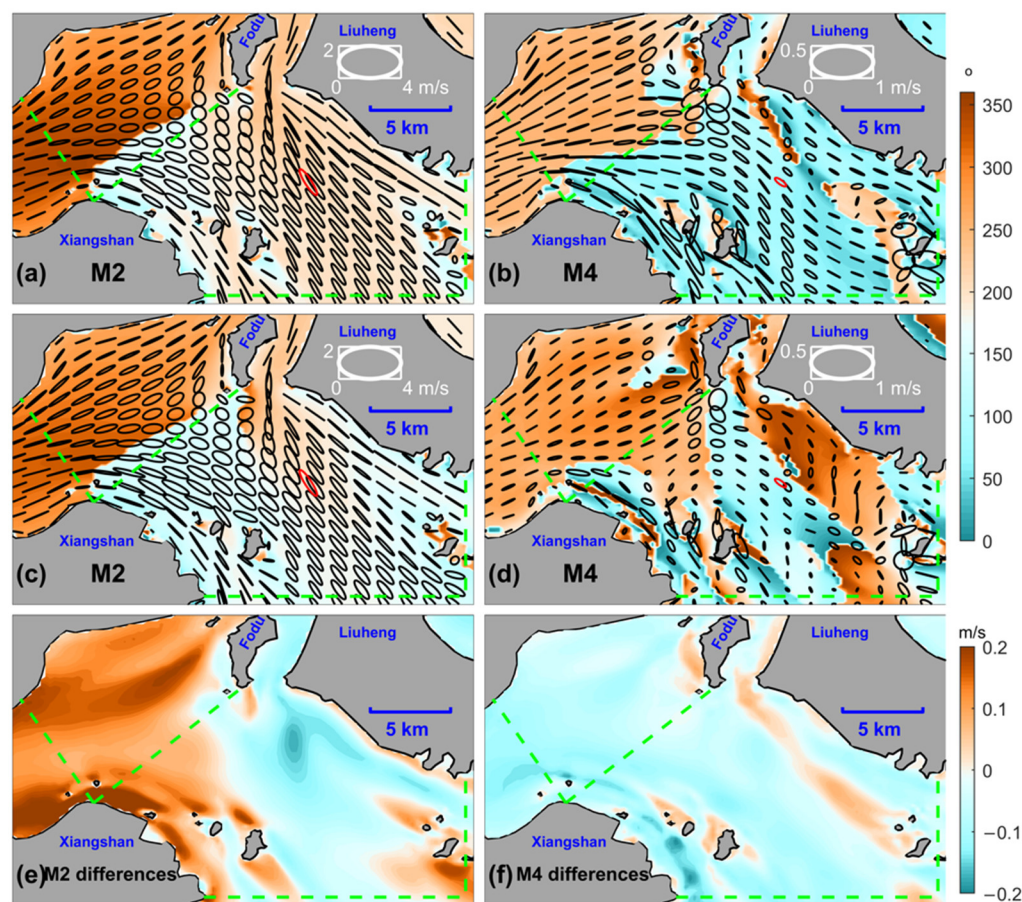 Fodu
Liuheng
2
0
4 m/s
5 km
Xiangshan
(a)
M2
Fodu
Liuheng
0.5
0
1 m/s
5 km
Xiangshan
(b)
M4
o
350
300
250
200
150
100
50
0
Fodu
Liuheng
2
0
4 m/s
5 km
Xiangshan
(c)
M2
Fodu
Liuheng
0.5
0
1 m/s
5 km
Xiangshan
(d)
M4
Fodu
Liuheng
5 km
Xiangshan
(e)M2 differences
Fodu
Liuheng
5 km
Xiangshan
(f) M4 differences
m/s
0.2
0.1
0
−0.1
−0.2